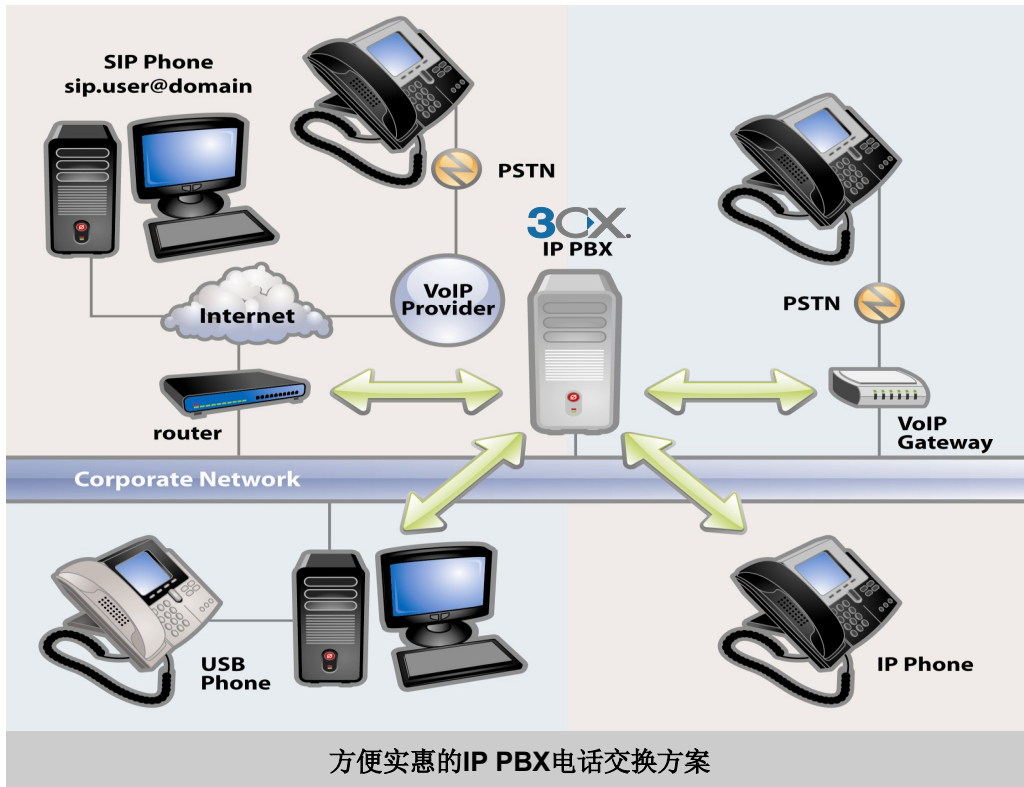 SIP Phone
sip.user@domain
PSTN
3CX.
IP PBX
VoIP
Provider
Internet
PSTN
router
VoIP
Gateway
Corporate Network
USB
Phone
IP Phone
方便实惠的IP PBX电话交换方案